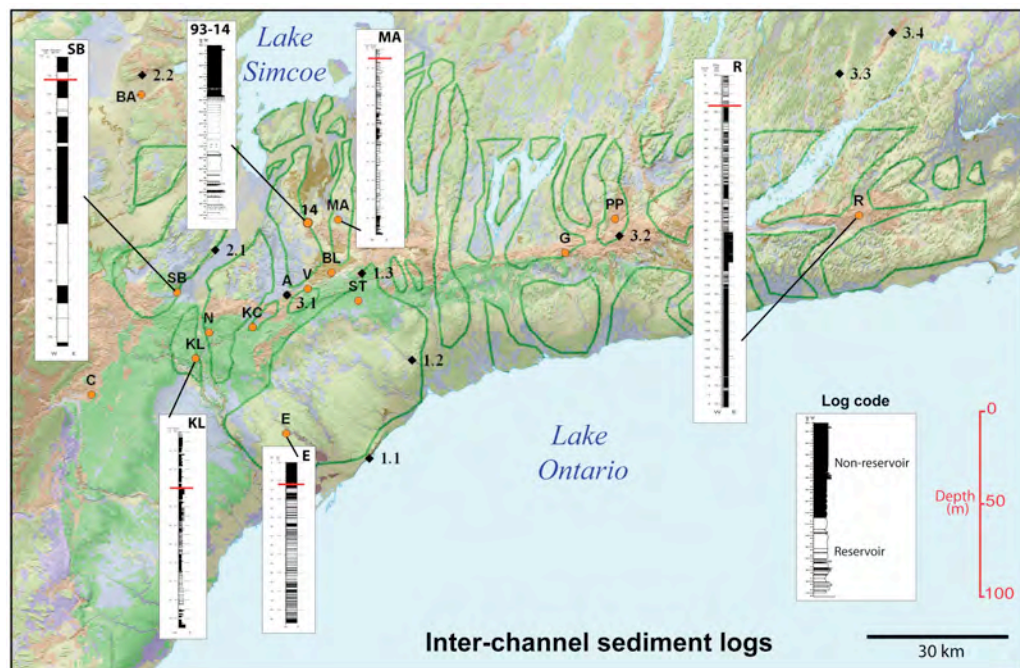 SB
93-14
Lake
Simcoe
MA
R
3.4
3.3
2.2
BA
14
MA
PP
R
3.2
2.1
BL
G
A
V
1.3
SB
3.1
ST
KC
N
KL
1.2
C
E
Lake
Ontario
KL
E
1.1
Log code
Non-reservoir
Reservoir
0
Depth
(m)
50
100
Inter-channel sediment logs
30 km
W E